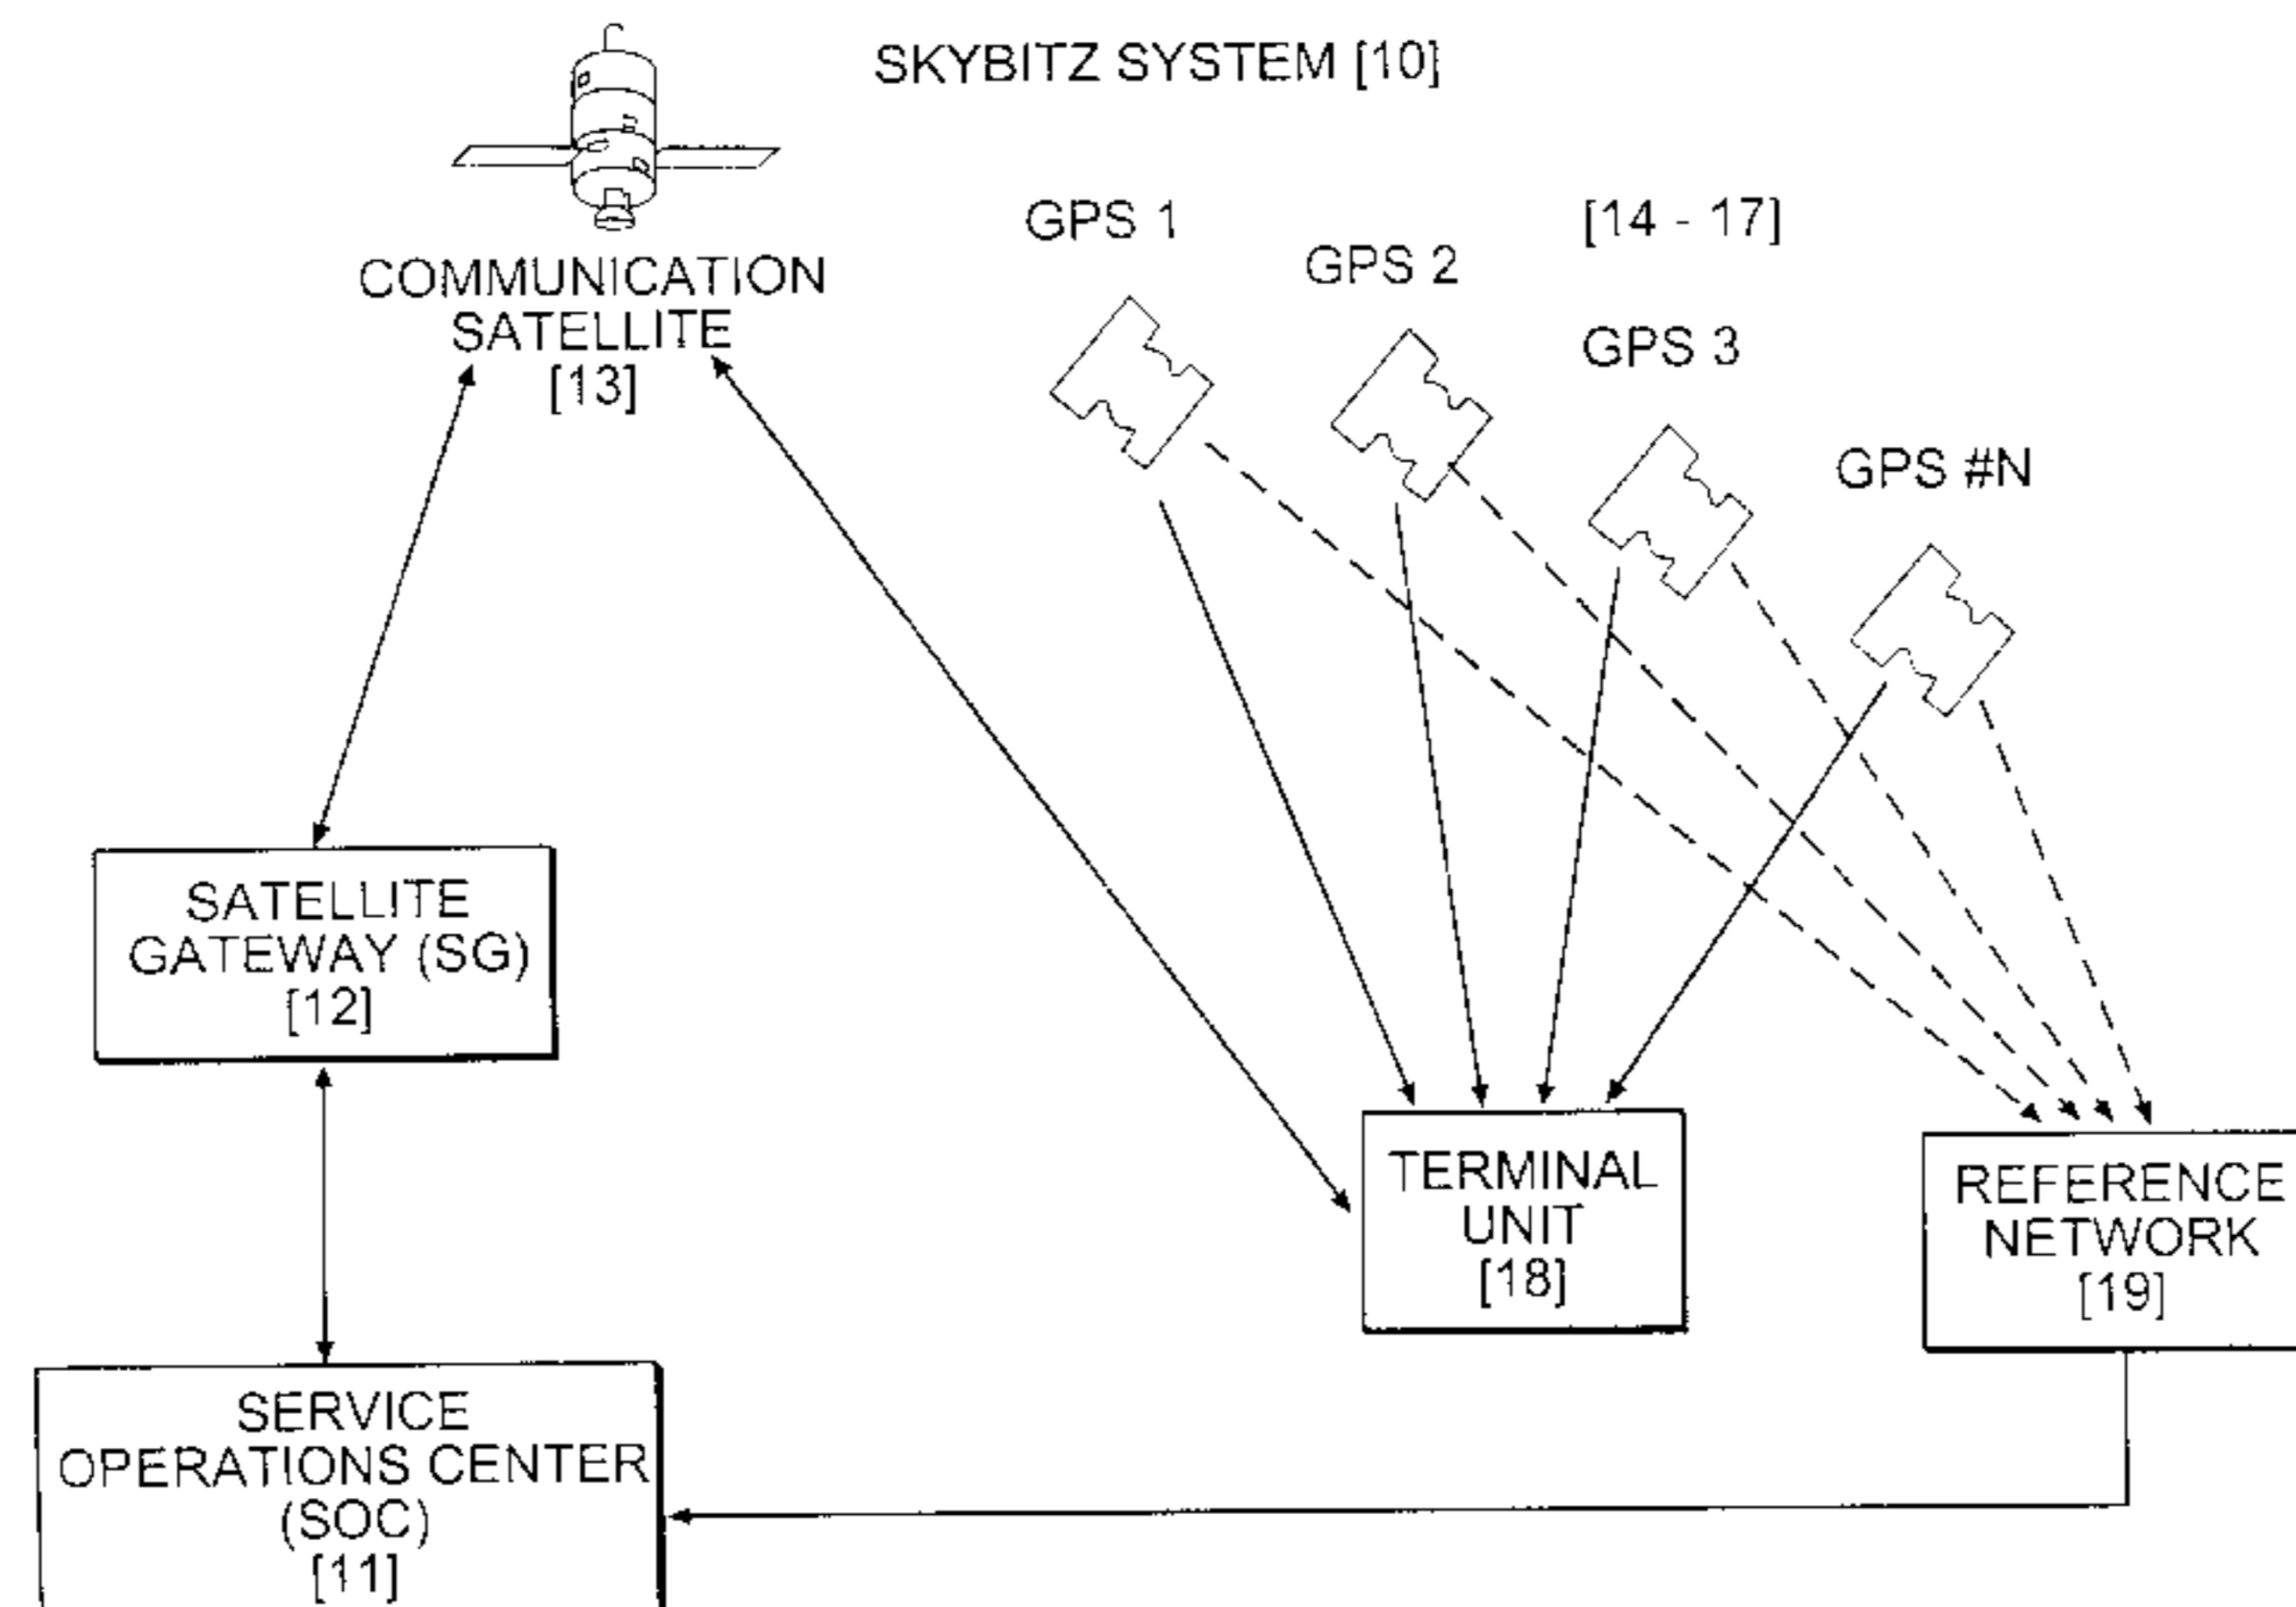 SKYBITZ SYSTEM [10]
GPS 1
[14 - 17]
GPS 2
COMMUNICATION
SATELLITE
[13]
GPS 3
GPS #N
SATELLITE
GATEWAY (SG)
[12]
TERMINAL
UNIT
[18]
REFERENCE
NETWORK
[19]
SERVICE
OPERATIONS CENTER
(SOC)
[11]